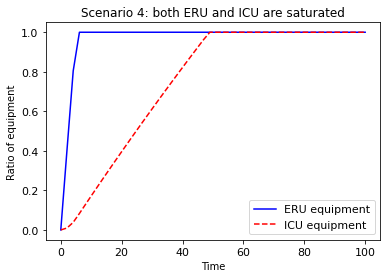 Scenario 4: both ERU and ICU are saturated
Ratio of equipment
1.0
0.8
0.6
0.4
0.2
0.0
ERU equipment
ICU equipment
0
20
40
60
80
100
Time